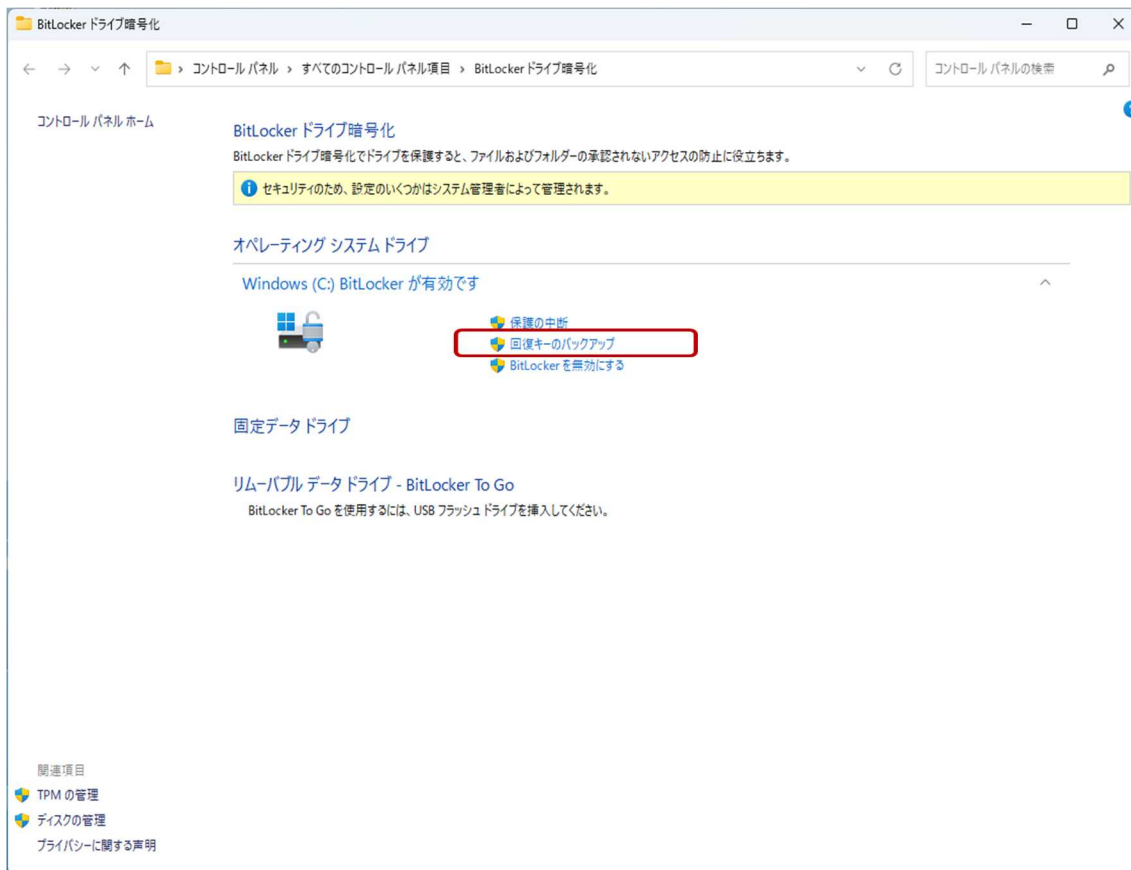 BitLocker ドライブ暗号化
コントロール パネル › すべてのコントロール パネル項目 › BitLocker ドライブ暗号化
コントロール パネルの検索
コントロール パネル ホーム
BitLocker ドライブ暗号化
BitLocker ドライブ暗号化でドライブを保護すると、ファイルおよびフォルダーの承認されないアクセスの防止に役立ちます。
セキュリティのため、設定のいくつかはシステム管理者によって管理されます。
オペレーティング システム ドライブ
Windows (C:) BitLocker が有効です
保護の中断
回復キーのバックアップ
BitLocker を無効にする
固定データ ドライブ
リムーバブル データ ドライブ - BitLocker To Go
BitLocker To Go を使用するには、USB フラッシュ ドライブを挿入してください。
関連項目
TPM の管理
ディスクの管理
プライバシーに関する声明